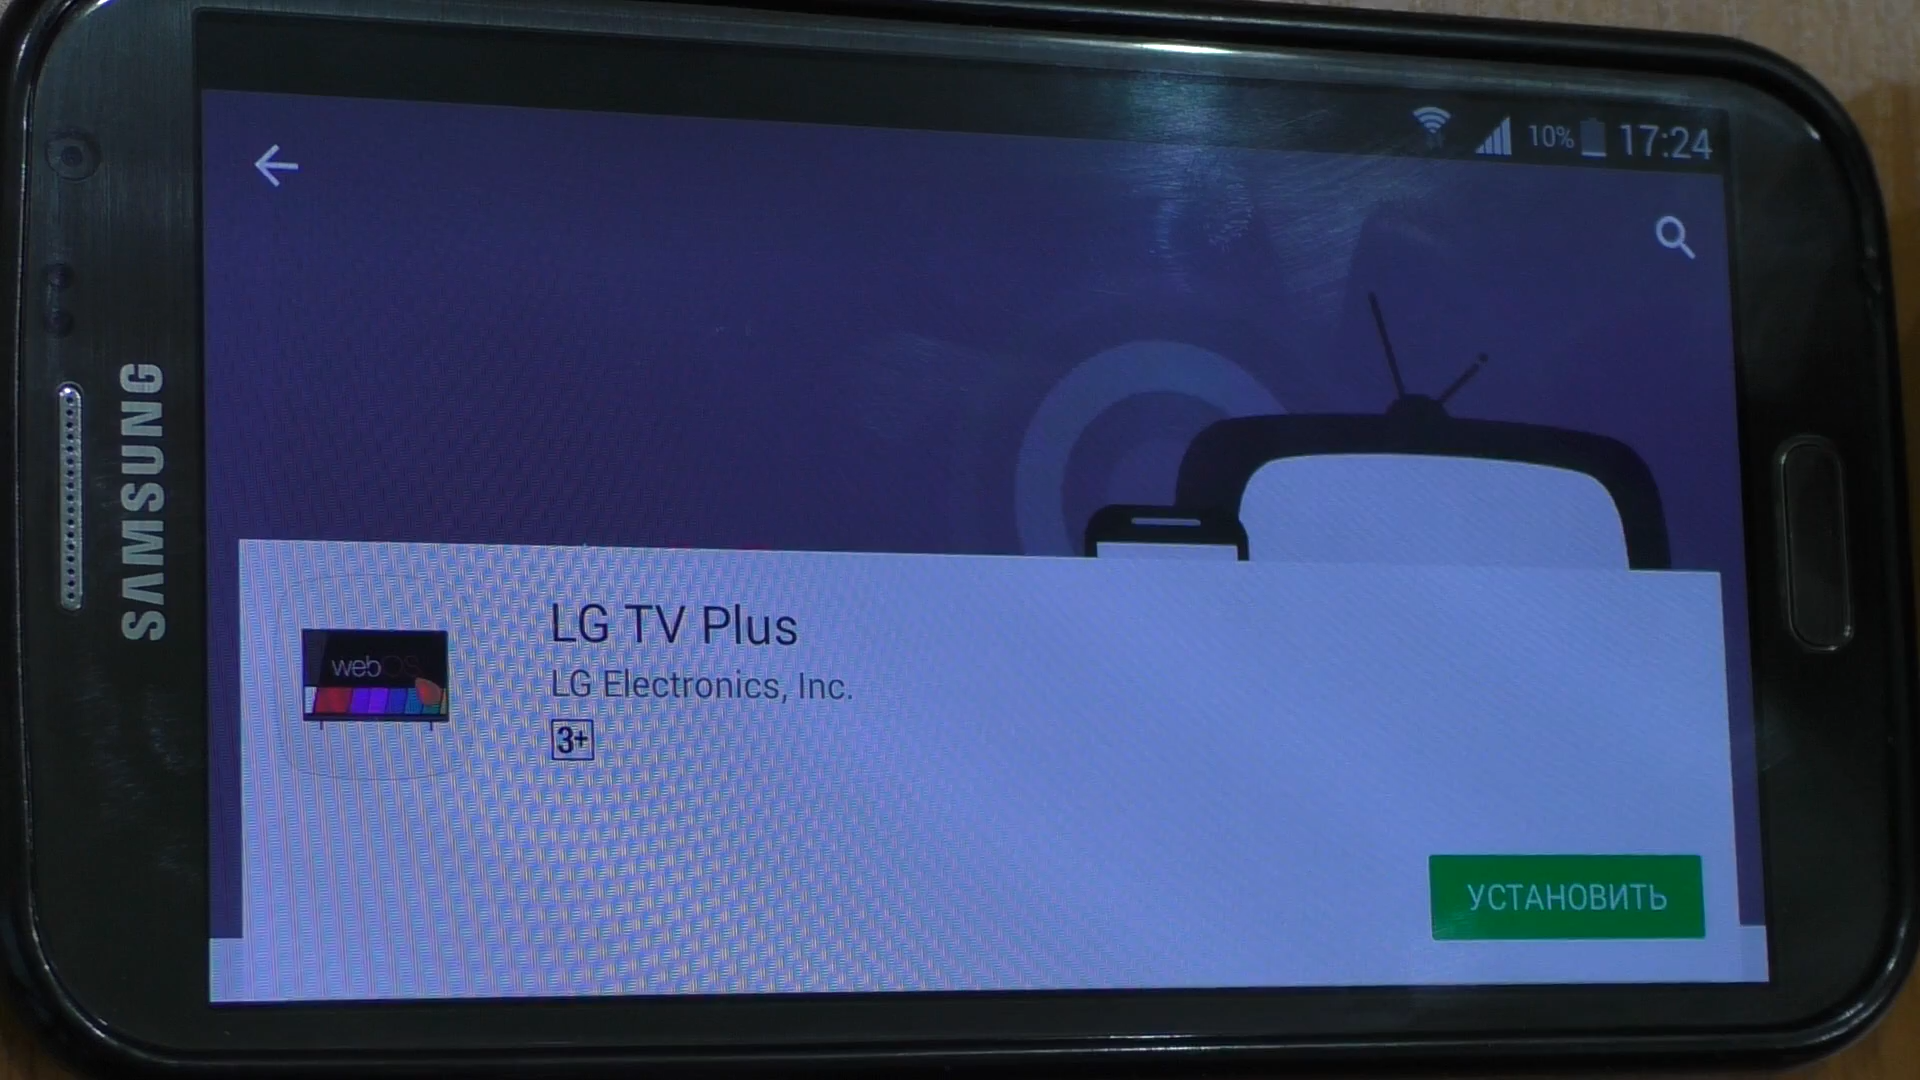 SAMSUNG
10% 17:24
webOS
LG TV Plus
LG Electronics, Inc.
3+
УСТАНОВИТЬ